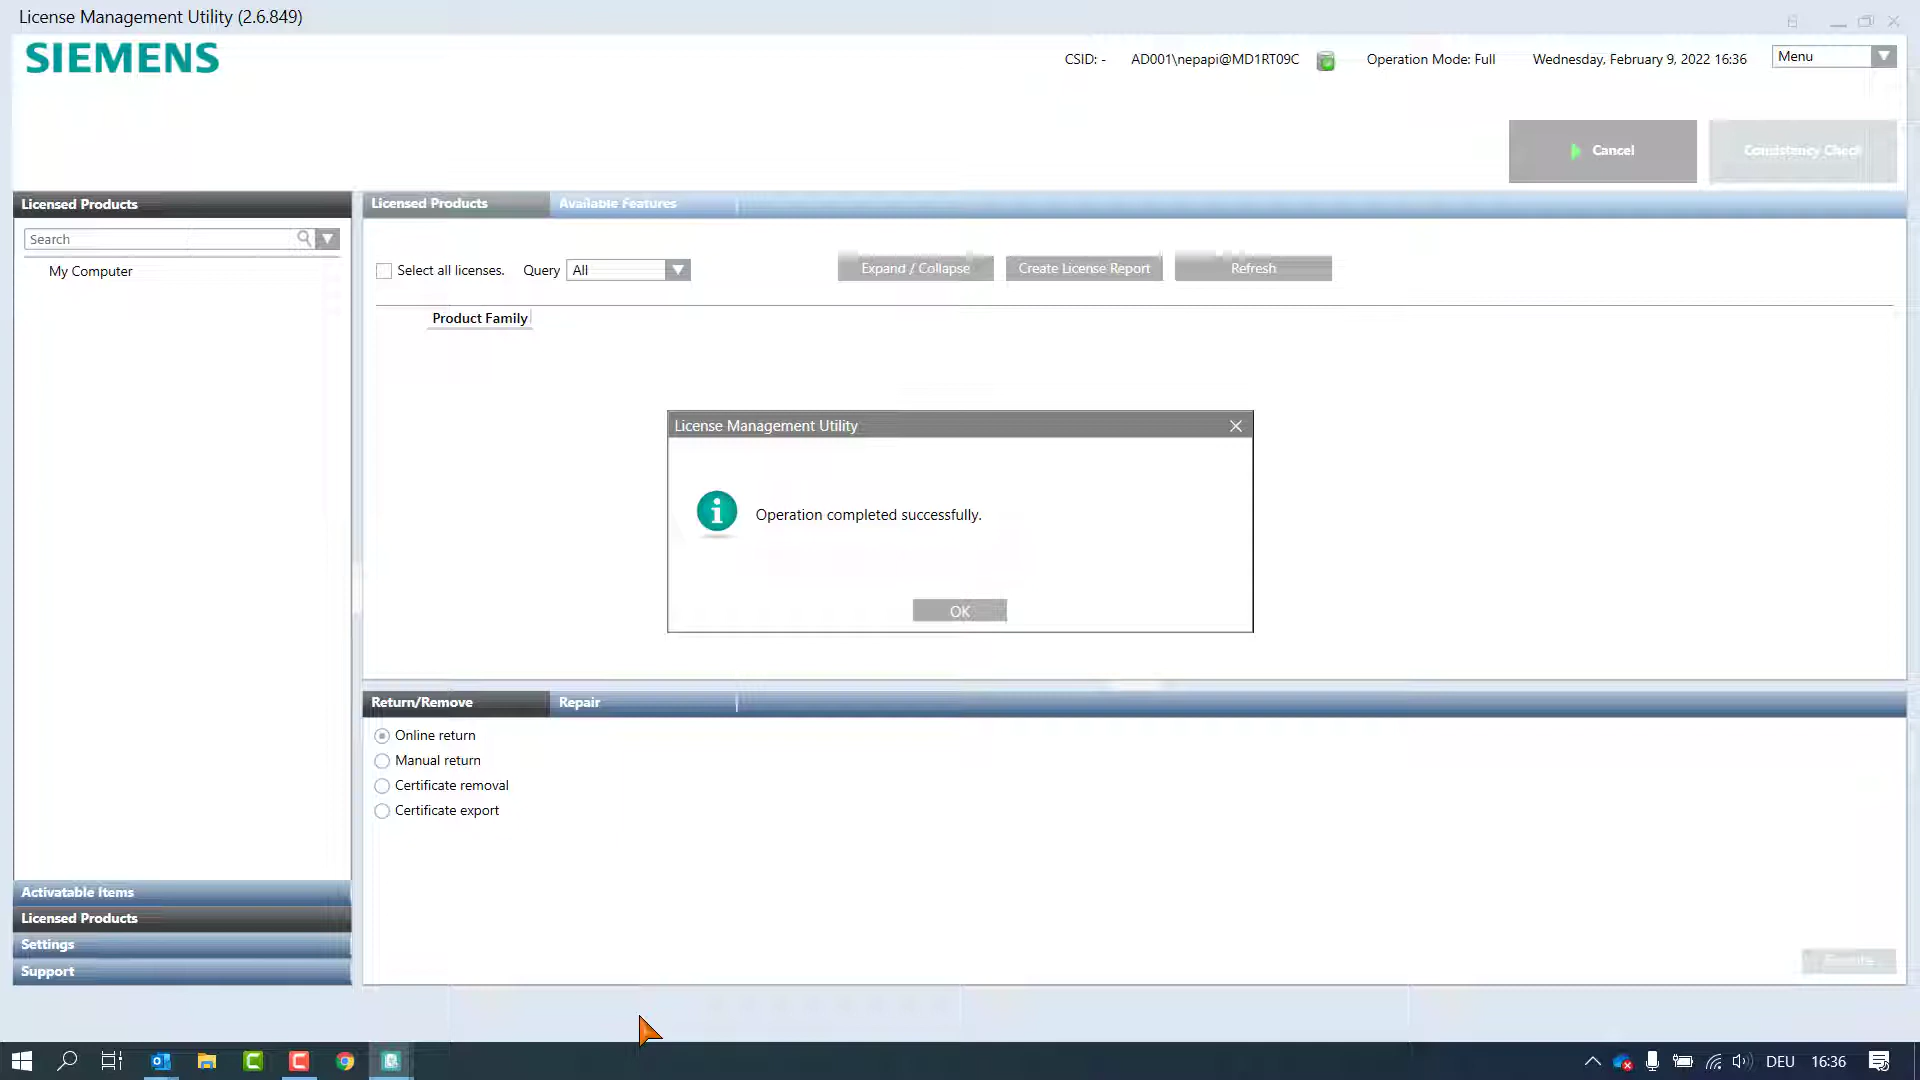 License Management Utility (2.6.849)
SIEMENS
CSID: - AD001\nepapi@MD1RT09C Operation Mode: Full Wednesday, February 9, 2022 16:36 Menu
Cancel Consistency Check
Licensed Products
Search
My Computer
Licensed Products Available Features
Select all licenses. Query All Expand / Collapse Create License Report Refresh
Product Family
License Management Utility
Operation completed successfully.
OK
Return/Remove Repair
Online return
Manual return
Certificate removal
Certificate export
Activatable Items
Licensed Products
Settings
Support
DEU 16:36